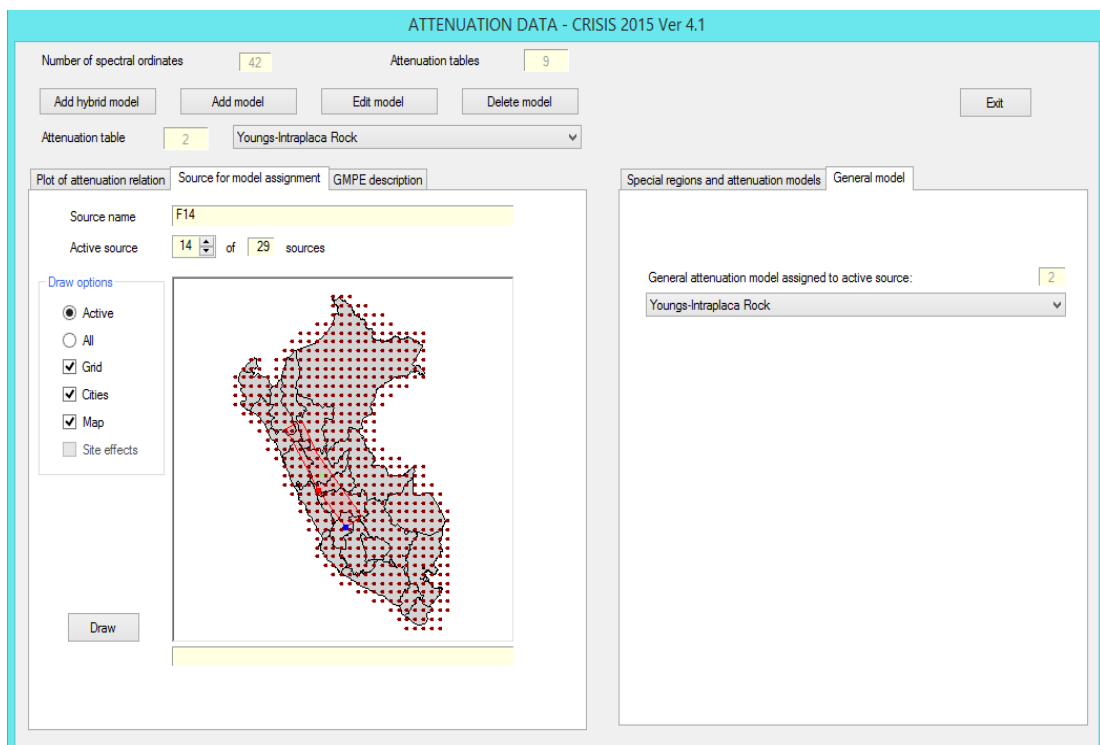 ATTENUATION DATA - CRISIS 2015 Ver 4.1
Number of spectral ordinates 42 Attenuation tables 9
Add hybrid model Add model Edit model Delete model Exit
Attenuation table 2 Youngs-Intraplaca Rock
Plot of attenuation relation Source for model assignment GMPE description
Special regions and attenuation models General model
Source name F14
Active source 14 of 29 sources
Draw options
Active
All
Grid
Cities
Map
Site effects
Draw
General attenuation model assigned to active source: 2
Youngs-Intraplaca Rock